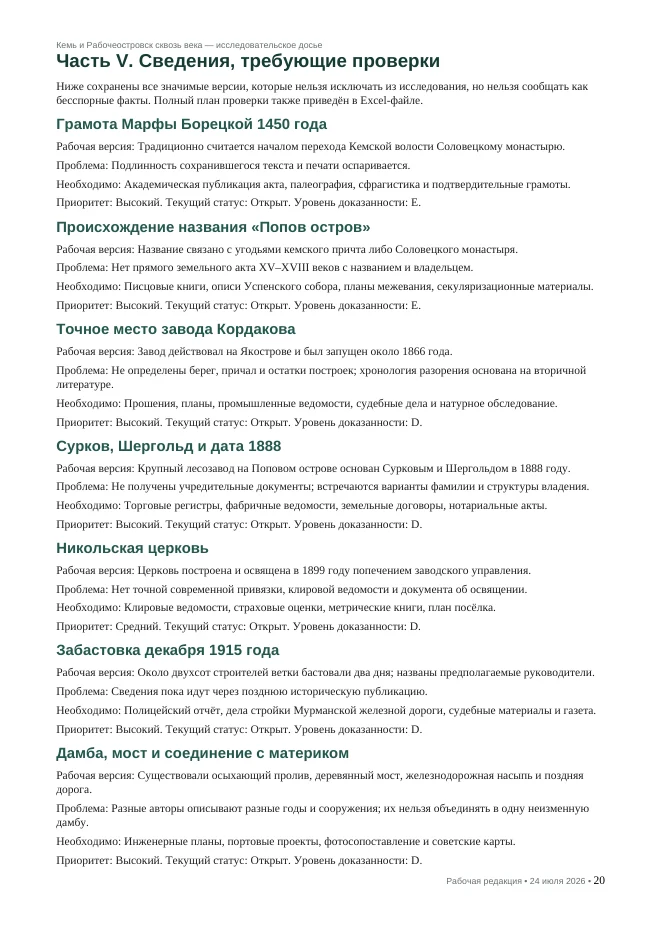 Кемь и Рабочеостровск сквозь века — исследовательское досье
Часть V. Сведения, требующие проверки
Ниже сохранены все значимые версии, которые нельзя исключать из исследования, но нельзя сообщать как
бесспорные факты. Полный план проверки также приведён в Excel-файле.
Грамота Марфы Борецкой 1450 года
Рабочая версия: Традиционно считается началом перехода Кемской волости Соловецкому монастырю.
Проблема: Подлинность сохранившегося текста и печати оспаривается.
Необходимо: Академическая публикация акта, палеография, сфрагистика и подтвердительные грамоты.
Приоритет: Высокий. Текущий статус: Открыт. Уровень доказанности: E.
Происхождение названия «Попов остров»
Рабочая версия: Название связано с угодьями кемского причта либо Соловецкого монастыря.
Проблема: Нет прямого земельного акта XV–XVIII веков с названием и владельцем.
Необходимо: Писцовые книги, описи Успенского собора, планы межевания, секуляризационные материалы.
Приоритет: Высокий. Текущий статус: Открыт. Уровень доказанности: E.
Точное место завода Кордакова
Рабочая версия: Завод действовал на Якострове и был запущен около 1866 года.
Проблема: Не определены берег, причал и остатки построек; хронология разорения основана на вторичной
литературе.
Необходимо: Прошения, планы, промышленные ведомости, судебные дела и натурное обследование.
Приоритет: Высокий. Текущий статус: Открыт. Уровень доказанности: D.
Сурков, Шергольд и дата 1888
Рабочая версия: Крупный лесозавод на Поповом острове основан Сурковым и Шергольдом в 1888 году.
Проблема: Не получены учредительные документы; встречаются варианты фамилии и структуры владения.
Необходимо: Торговые регистры, фабричные ведомости, земельные договоры, нотариальные акты.
Приоритет: Высокий. Текущий статус: Открыт. Уровень доказанности: D.
Никольская церковь
Рабочая версия: Церковь построена и освящена в 1899 году попечением заводского управления.
Проблема: Нет точной современной привязки, клировой ведомости и документа об освящении.
Необходимо: Клировые ведомости, страховые оценки, метрические книги, план посёлка.
Приоритет: Средний. Текущий статус: Открыт. Уровень доказанности: D.
Забастовка декабря 1915 года
Рабочая версия: Около двухсот строителей ветки бастовали два дня; названы предполагаемые руководители.
Проблема: Сведения пока идут через позднюю историческую публикацию.
Необходимо: Полицейский отчёт, дела стройки Мурманской железной дороги, судебные материалы и газета.
Приоритет: Высокий. Текущий статус: Открыт. Уровень доказанности: D.
Дамба, мост и соединение с материком
Рабочая версия: Существовали осыхающий пролив, деревянный мост, железнодорожная насыпь и поздняя
дорога.
Проблема: Разные авторы описывают разные годы и сооружения; их нельзя объединять в одну неизменную
дамбу.
Необходимо: Инженерные планы, портовые проекты, фотосопоставление и советские карты.
Приоритет: Высокий. Текущий статус: Открыт. Уровень доказанности: D.
Рабочая редакция • 24 июля 2026 • 20